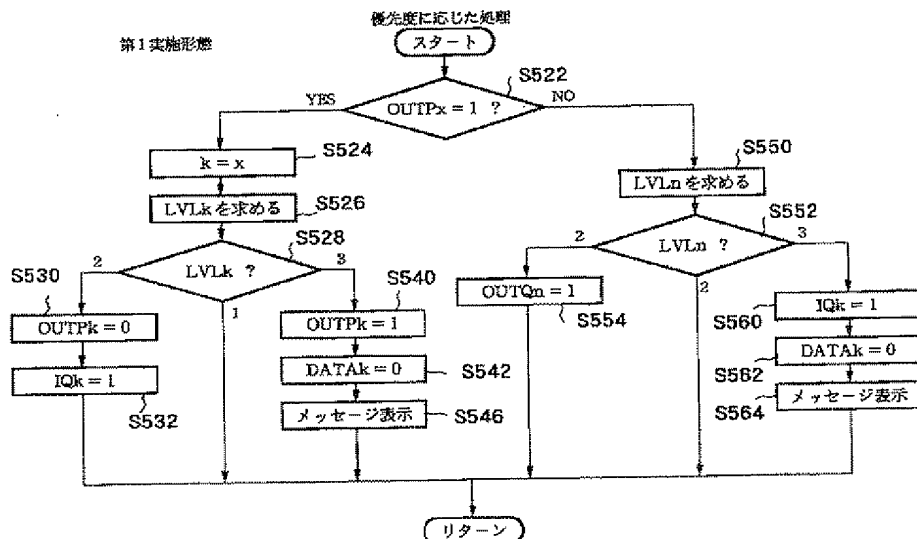 優先度に応じた処理
第1実施形態
スタート
S522
YES
OUTPx = 1 ?
NO
S524
k = x
S550
LVLnを求める
LVLkを求める
S526
S528
LVLk ?
2
3
1
S552
LVLn ?
2
3
2
S530
OUTPk = 0
IQk = 1
S532
S540
OUTPk = 1
DATAk = 0
S542
メッセージ表示
S546
OUTQn = 1
S554
IQk = 1
S560
DATAk = 0
S562
メッセージ表示
S564
リターン